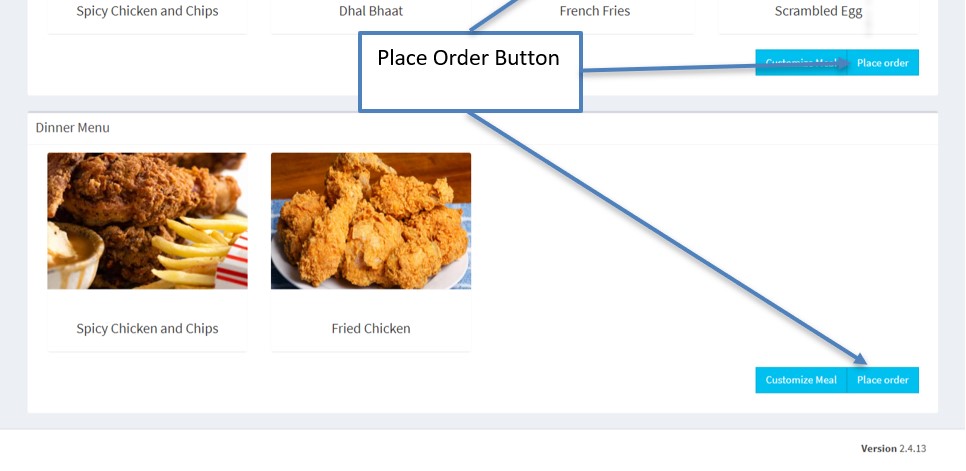 Spicy Chicken and Chips
Dhal Bhaat
French Fries
Scrambled Egg
Place Order Button
Customize Meal
Place order
Dinner Menu
Spicy Chicken and Chips
Fried Chicken
Customize Meal
Place order
Version 2.4.13